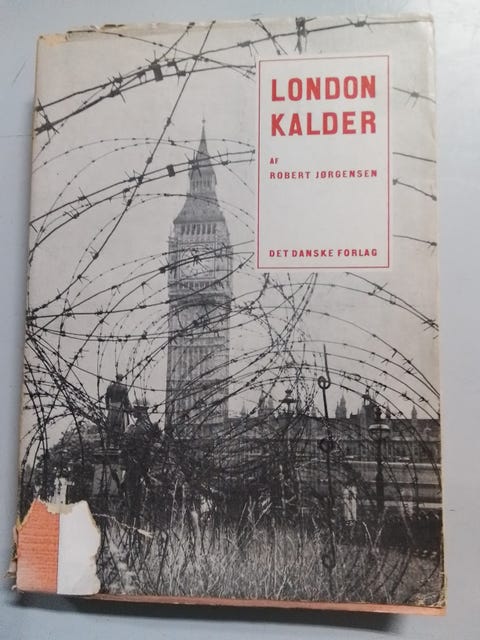 LONDON
KALDER
AF
ROBERT JØRGENSEN
DET DANSKE FORLAG